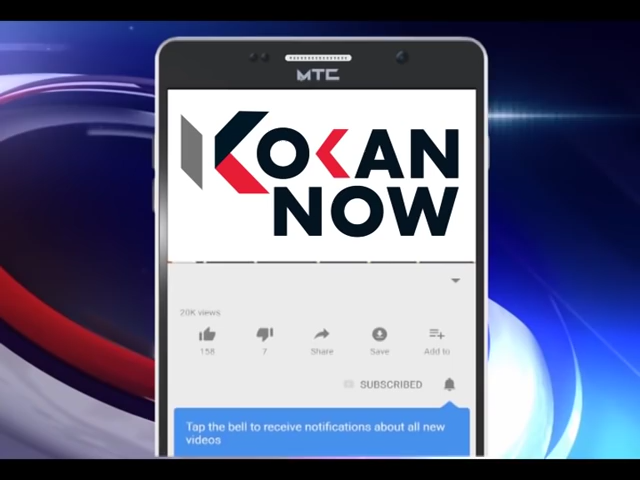 MTC
KOKAN
NOW
20K views
158
7
Share
Save
Add to
SUBSCRIBED
Tap the bell to receive notifications about all new
videos